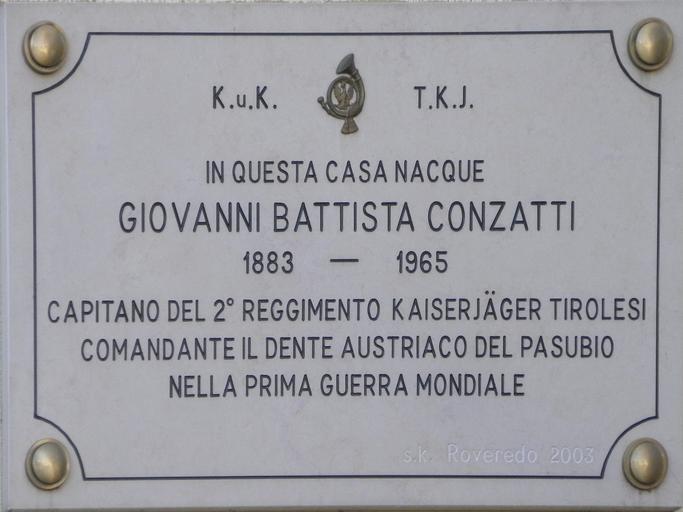 K.u.K. T.K.J.
IN QUESTA CASA NACQUE
GIOVANNI BATTISTA CONZATTI
1883 — 1965
CAPITANO DEL 2° REGGIMENTO KAISERJÄGER TIROLESI
COMANDANTE IL DENTE AUSTRIACO DEL PASUBIO
NELLA PRIMA GUERRA MONDIALE
s.k. Roveredo 2003